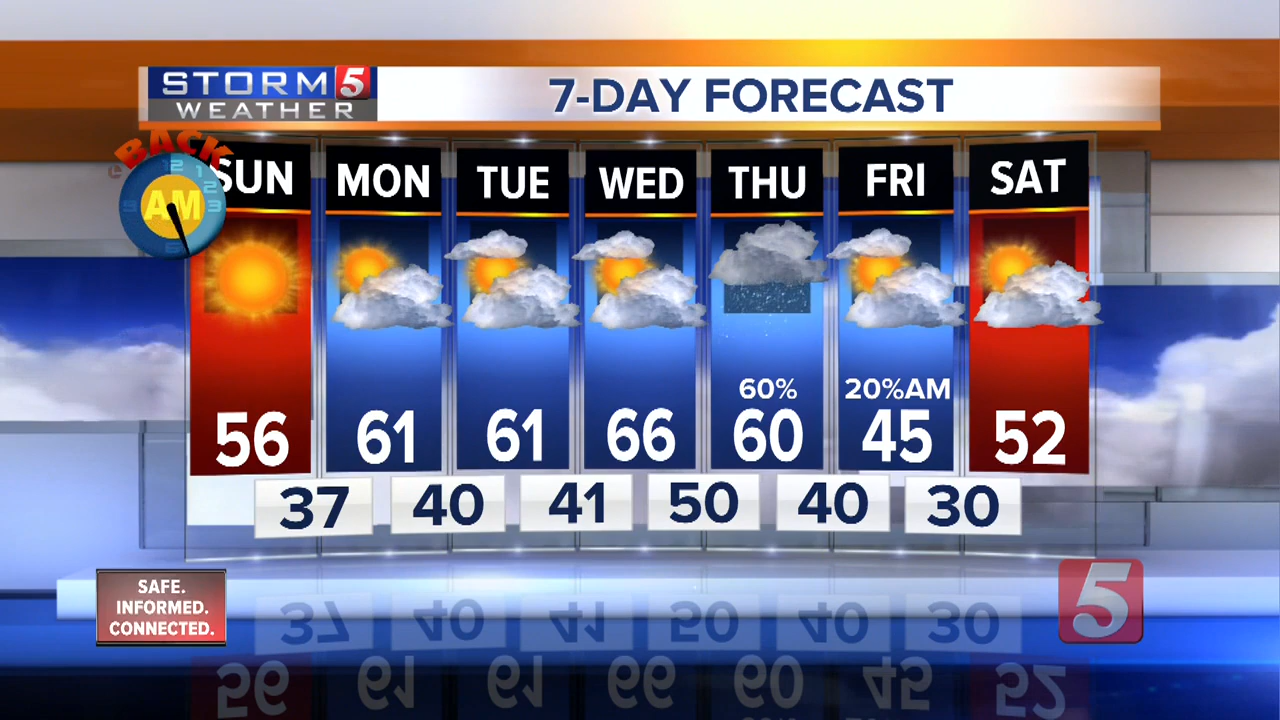 STORM 5
WEATHER
7-DAY FORECAST
BACK
AM
SUN MON TUE WED THU FRI SAT
60% 20%AM
56 61 61 66 60 45 52
37 40 41 50 40 30
SAFE.
INFORMED.
CONNECTED.
5